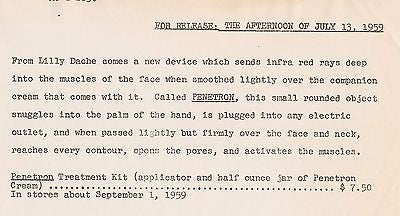 FOR RELEASE: THE AFTERNOON OF JULY 13, 1959
From Lilly Dache comes a new device which sends infra red rays deep
into the muscles of the face when smoothed lightly over the companion
cream that comes with it. Called PENETRON, this small rounded object
snuggles into the palm of the hand, is plugged into any electric
outlet, and when passed lightly but firmly over the face and neck,
reaches every contour, opens the pores, and activates the muscles.
Penetron Treatment Kit (applicator and half ounce jar of Penetron
Cream) ................................................ $ 7.50
In stores about September 1, 1959